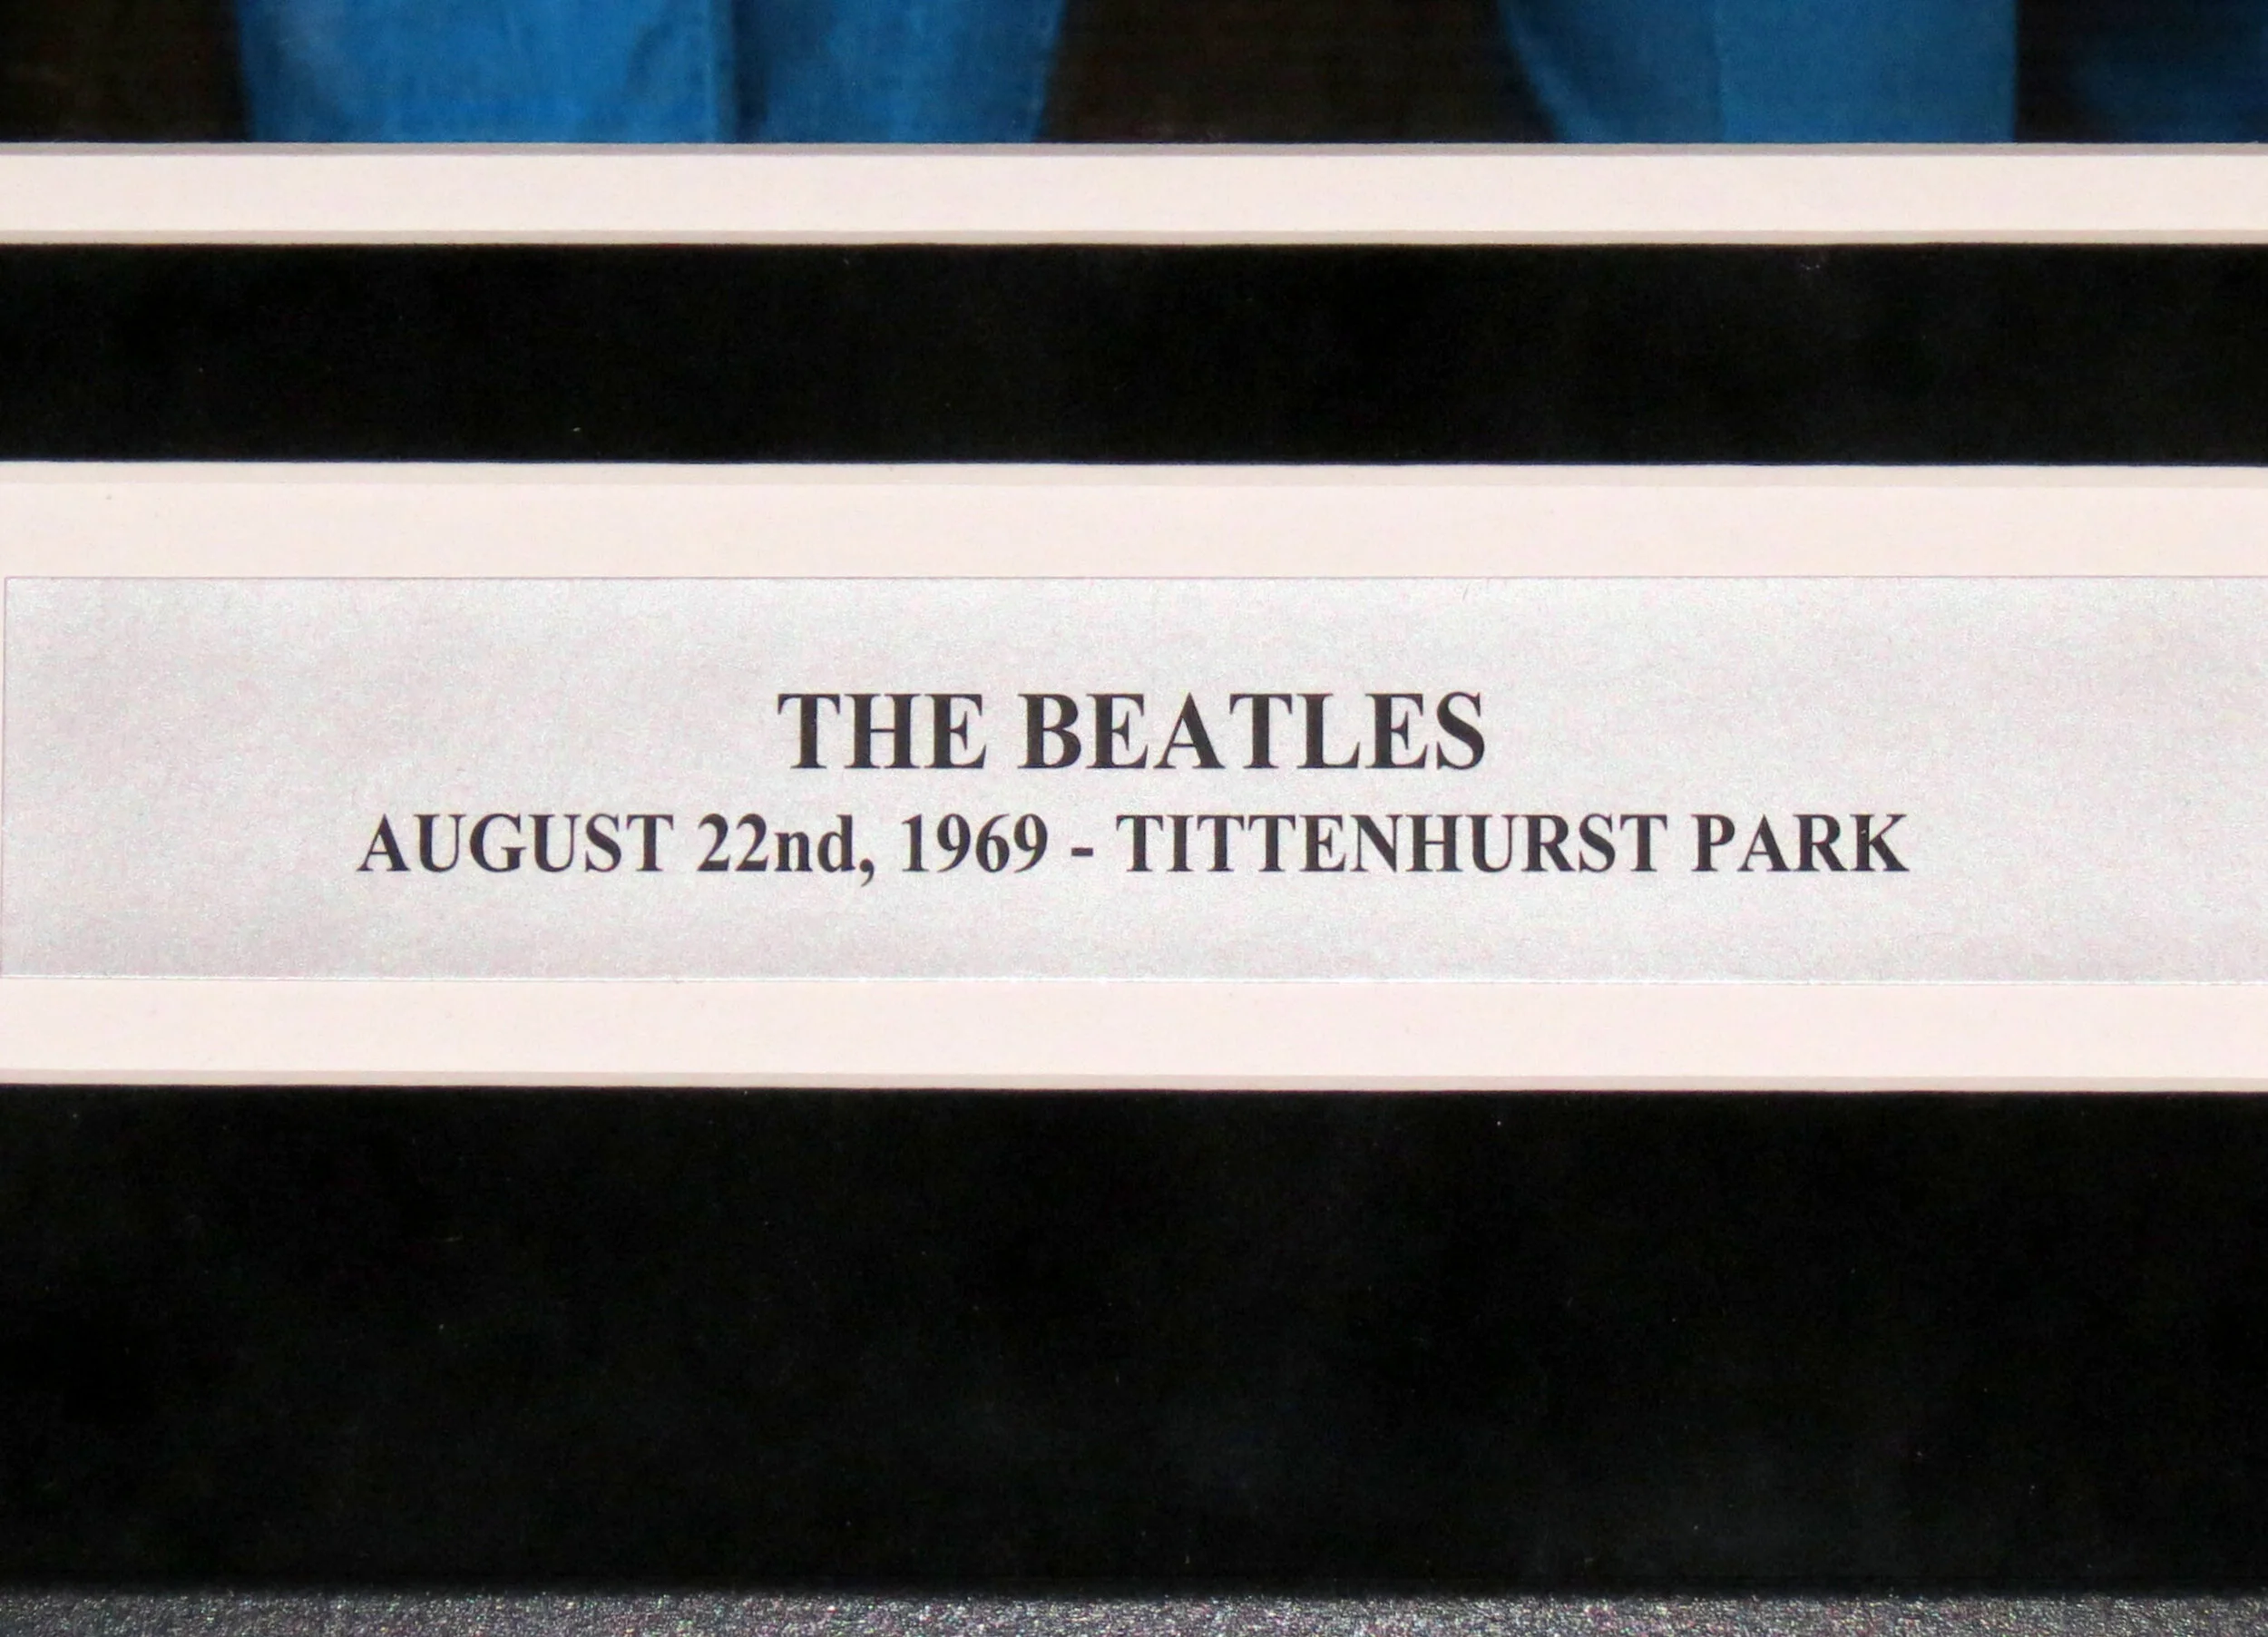 THE BEATLES
AUGUST 22nd, 1969 - TITTENHURST PARK